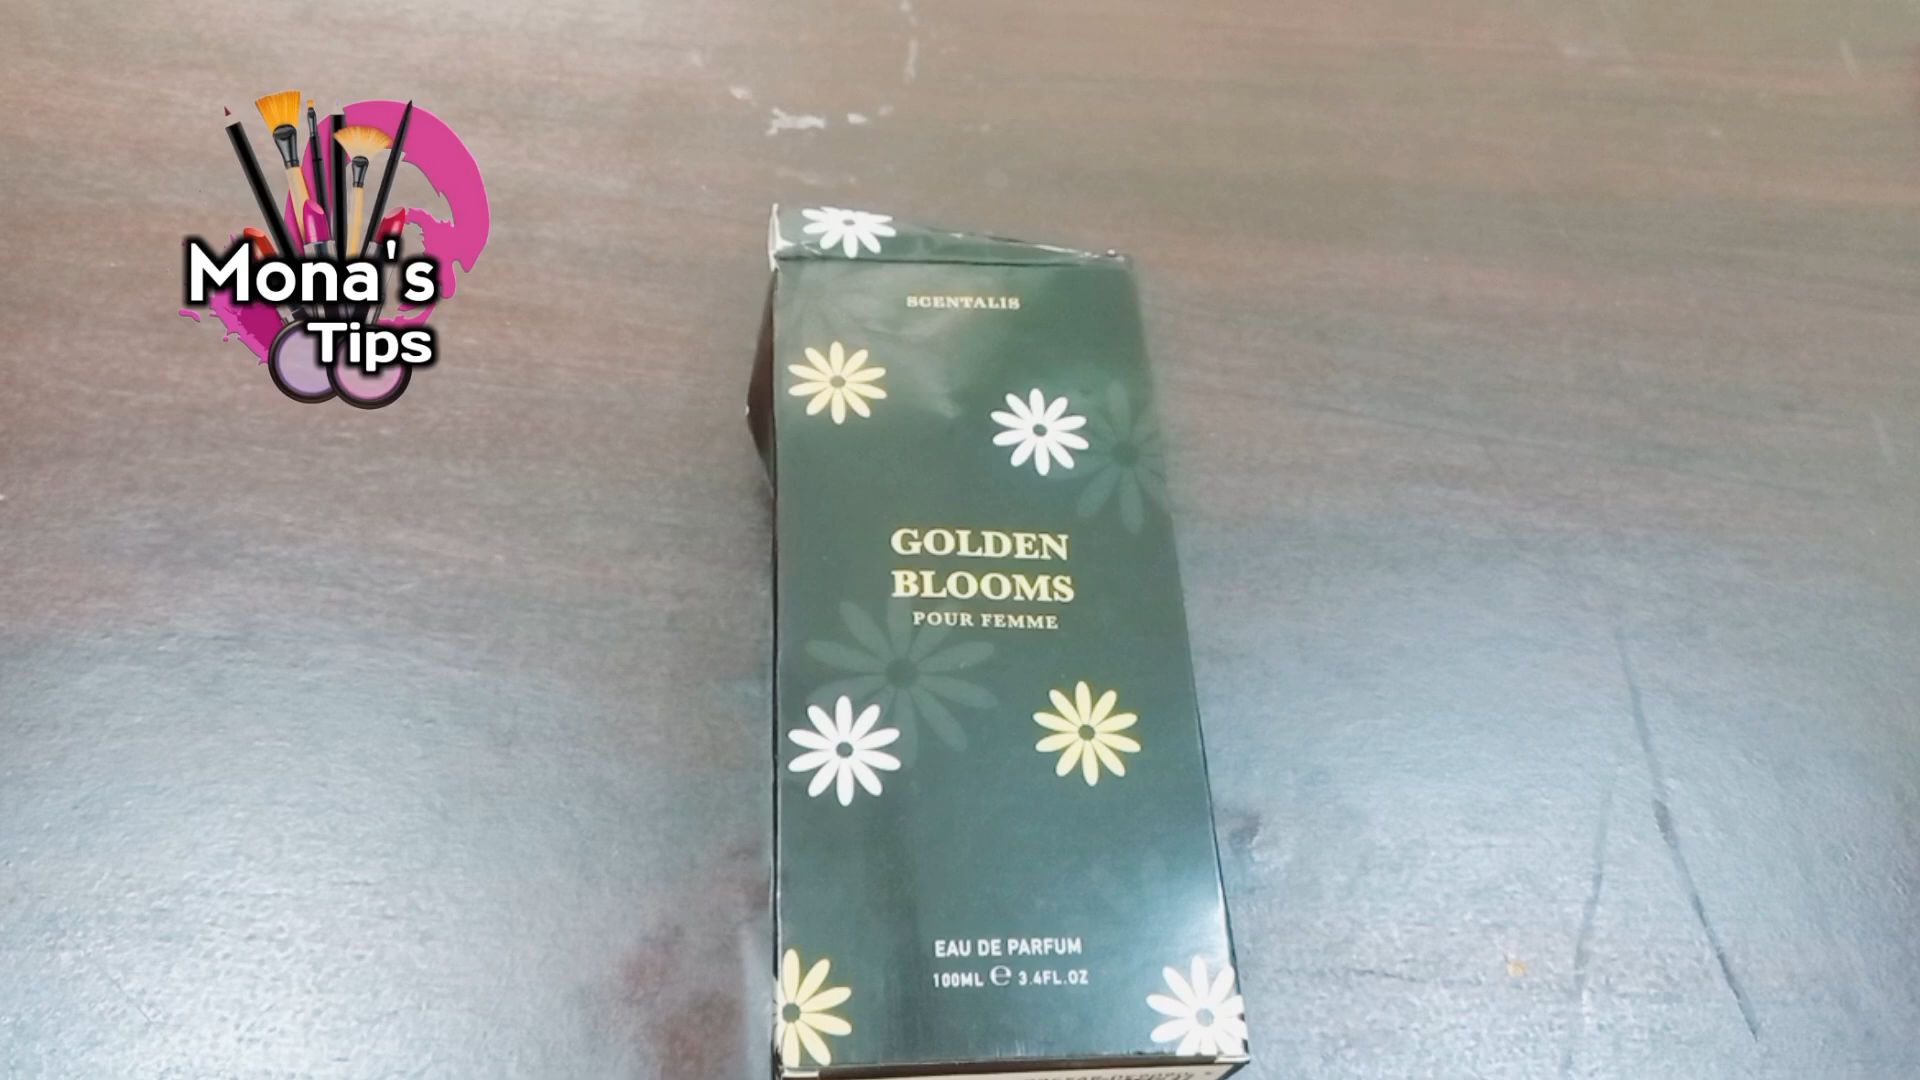 Mona's
Tips
SCENTALIS
GOLDEN
BLOOMS
POUR FEMME
EAU DE PARFUM
100ML ℮ 3.4FL.OZ